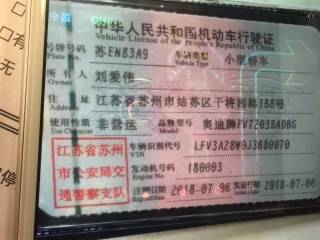 中华人民共和国机动车行驶证
Vehicle License of the People's Republic of China
号牌号码 苏EN83A9 车辆类型 小型轿车
Plate No. Vehicle Type
所有人 刘爱伟
Owner
住址 江苏省苏州市姑苏区干将西路188号
Address
使用性质 非营运 品牌型号 奥迪牌FV7203BADBG
Use Character Model
江苏省苏州 车辆识别代号 LFV3A28W9J3680070
VIN
市公安局交 发动机号码 180003
Engine No.
通警察支队 注册日期 2018-07-06 发证日期 2018-07-06
Register Date Issue Date
有
无
停